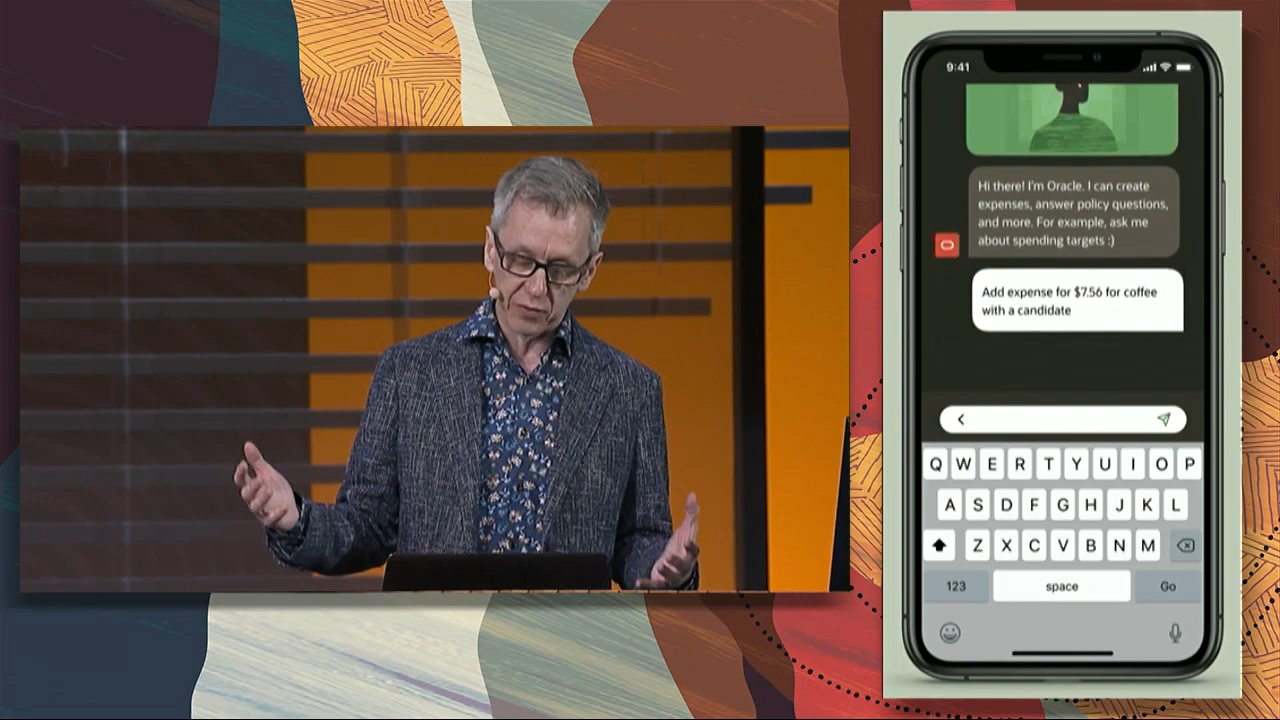 9:41
Hi there! I'm Oracle. I can create
expenses, answer policy questions,
and more. For example, ask me
about spending targets :)
Add expense for $7.56 for coffee
with a candidate
Q W E R T Y U I O P
A S D F G H J K L
Z X C V B N M
123 space Go